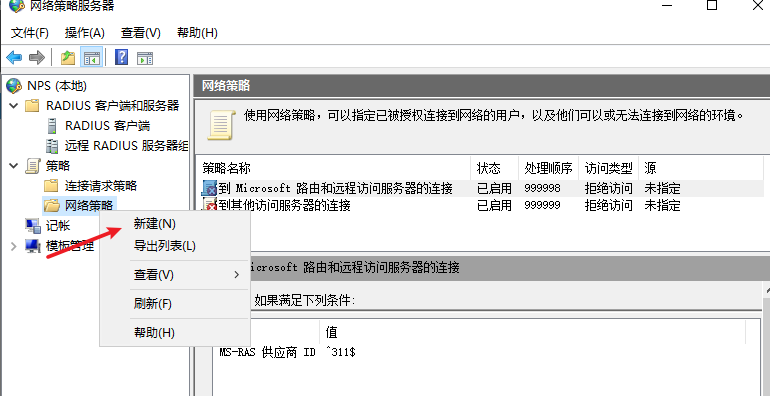 网络策略服务器
文件(F) 操作(A) 查看(V) 帮助(H)
NPS (本地)
RADIUS 客户端和服务器
RADIUS 客户端
远程 RADIUS 服务器组
策略
连接请求策略
网络策略
记帐
模板管理
新建(N)
导出列表(L)
查看(V)
刷新(F)
帮助(H)
网络策略
使用网络策略，可以指定已被授权连接到网络的用户，以及他们可以或无法连接到网络的环境。
策略名称 状态 处理顺序 访问类型 源
到 Microsoft 路由和远程访问服务器的连接 已启用 999998 拒绝访问 未指定
到其他访问服务器的连接 已启用 999999 拒绝访问 未指定
icrosoft 路由和远程访问服务器的连接
如果满足下列条件:
值
MS-RAS 供应商 ID ^311$